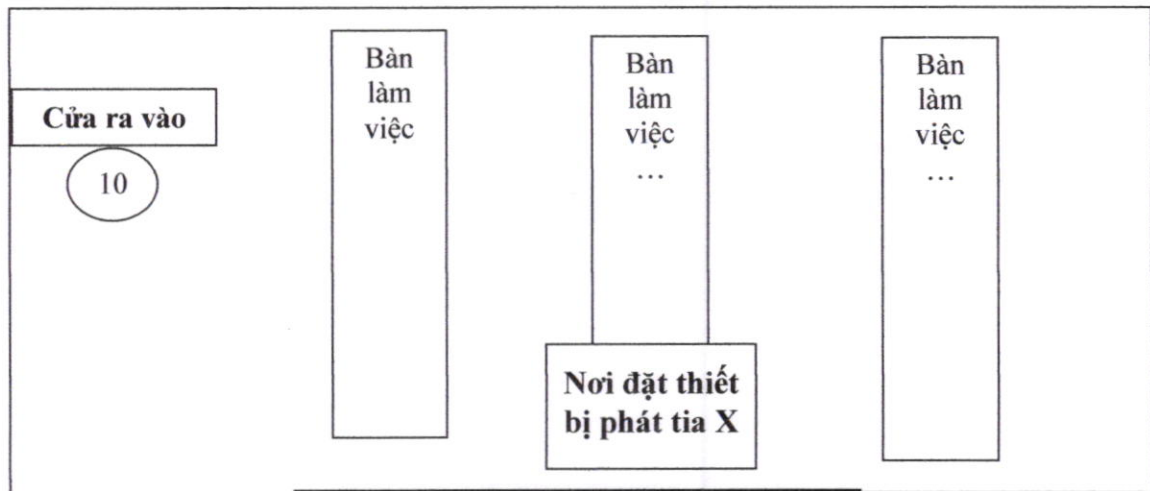 Bàn
làm
việc
Bàn
làm
việc
...
Bàn
làm
việc
...
Cửa ra vào
10
Nơi đặt thiết
bị phát tia X